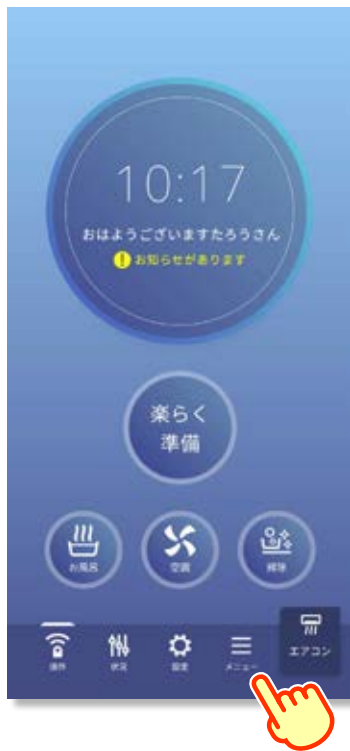 10:17
おはようございますたろうさん
! お知らせがあります
楽らく
準備
お風呂
空調
掃除
操作
状況
設定
メニュー
エアコン